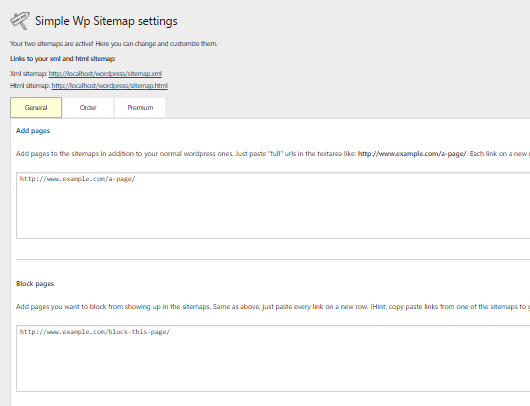 Simple Wp Sitemap settings
Your two sitemaps are active! Here you can change and customize them.
Links to your xml and html sitemap:
Xml sitemap: http://localhost/wordpress/sitemap.xml
Html sitemap: http://localhost/wordpress/sitemap.html
General Order Premium
Add pages
Add pages to the sitemaps in addition to your normal wordpress ones. Just paste "full" urls in the textarea like: http://www.example.com/a-page/. Each link on a new
http://www.example.com/a-page/
Block pages
Add pages you want to block from showing up in the sitemaps. Same as above, just paste every link on a new row. (Hint: copy paste links from one of the sitemaps to
http://www.example.com/block-this-page/